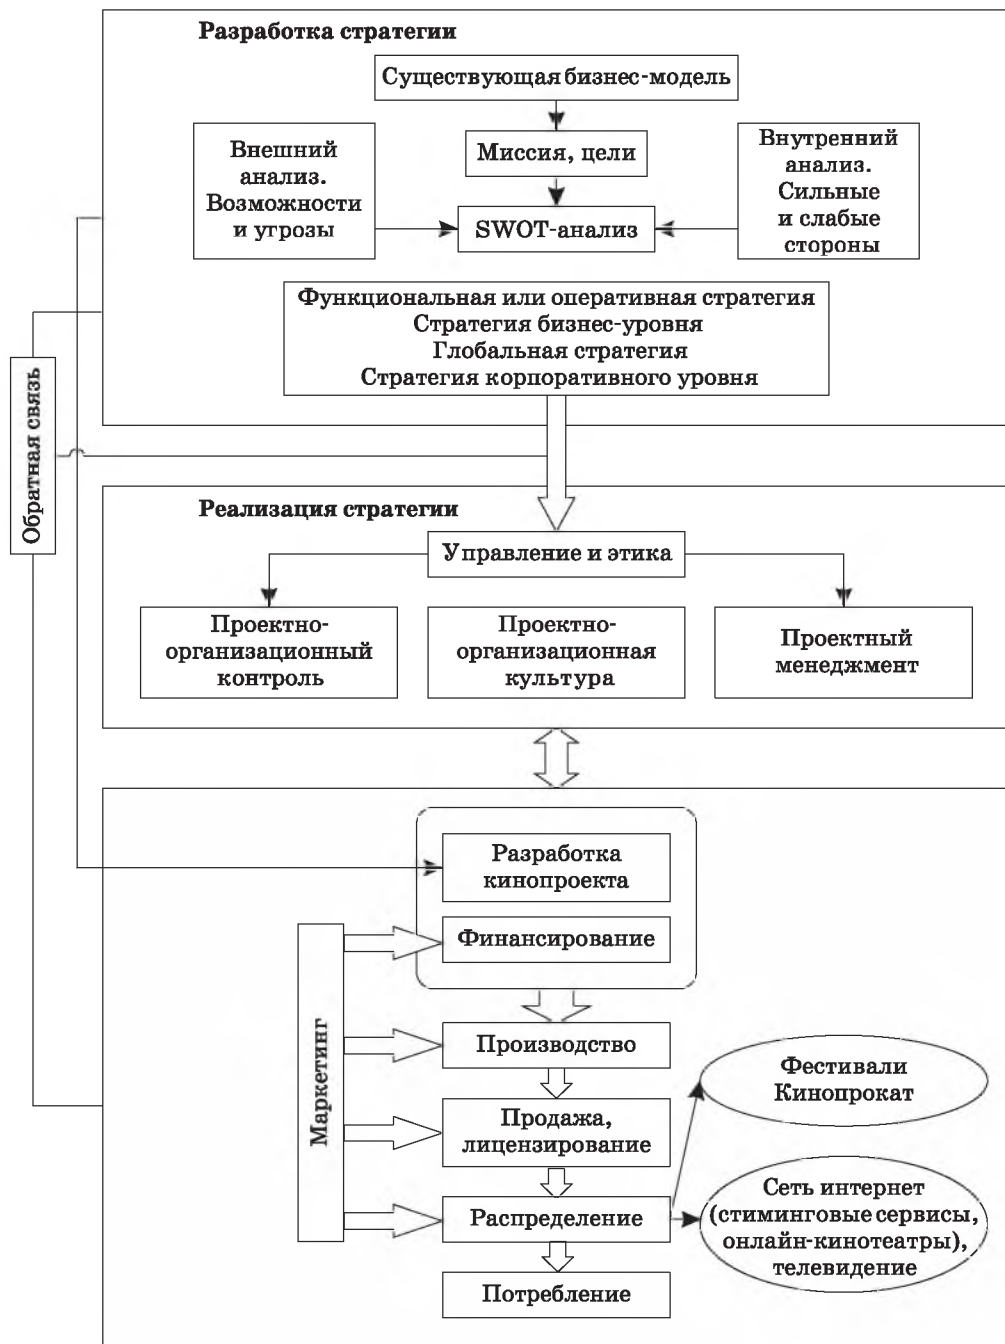 Разработка стратегии
Существующая бизнес-модель
Миссия, цели
Внешний
анализ.
Возможности
и угрозы
SWOT-анализ
Внутренний
анализ.
Сильные
и слабые
стороны
Функциональная или оперативная стратегия
Стратегия бизнес-уровня
Глобальная стратегия
Стратегия корпоративного уровня
Обратная связь
Реализация стратегии
Управление и этика
Проектно-
организационный
контроль
Проектно-
организационная
культура
Проектный
менеджмент
Разработка
кинопроекта
Финансирование
Маркетинг
Производство
Продажа,
лицензирование
Распределение
Потребление
Фестивали
Кинопрокат
Сеть интернет
(стиминговые сервисы,
онлайн-кинотеатры),
телевидение